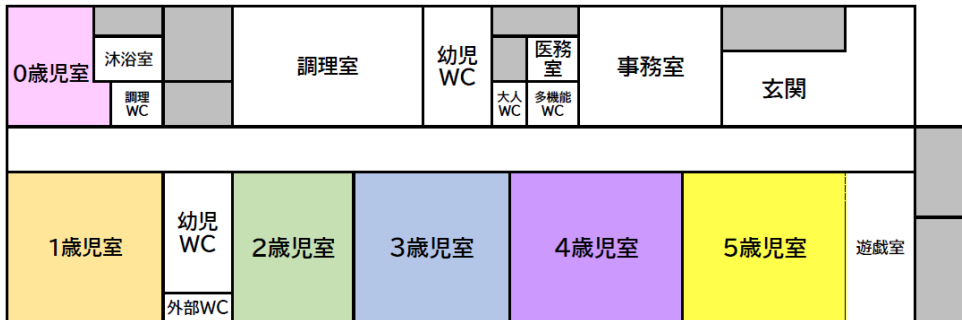 0歳児室
沐浴室
調理
WC
調理室
幼児
WC
大人
WC
医務
室
多機能
WC
事務室
玄関
1歳児室
幼児
WC
外部WC
2歳児室
3歳児室
4歳児室
5歳児室
遊戯室